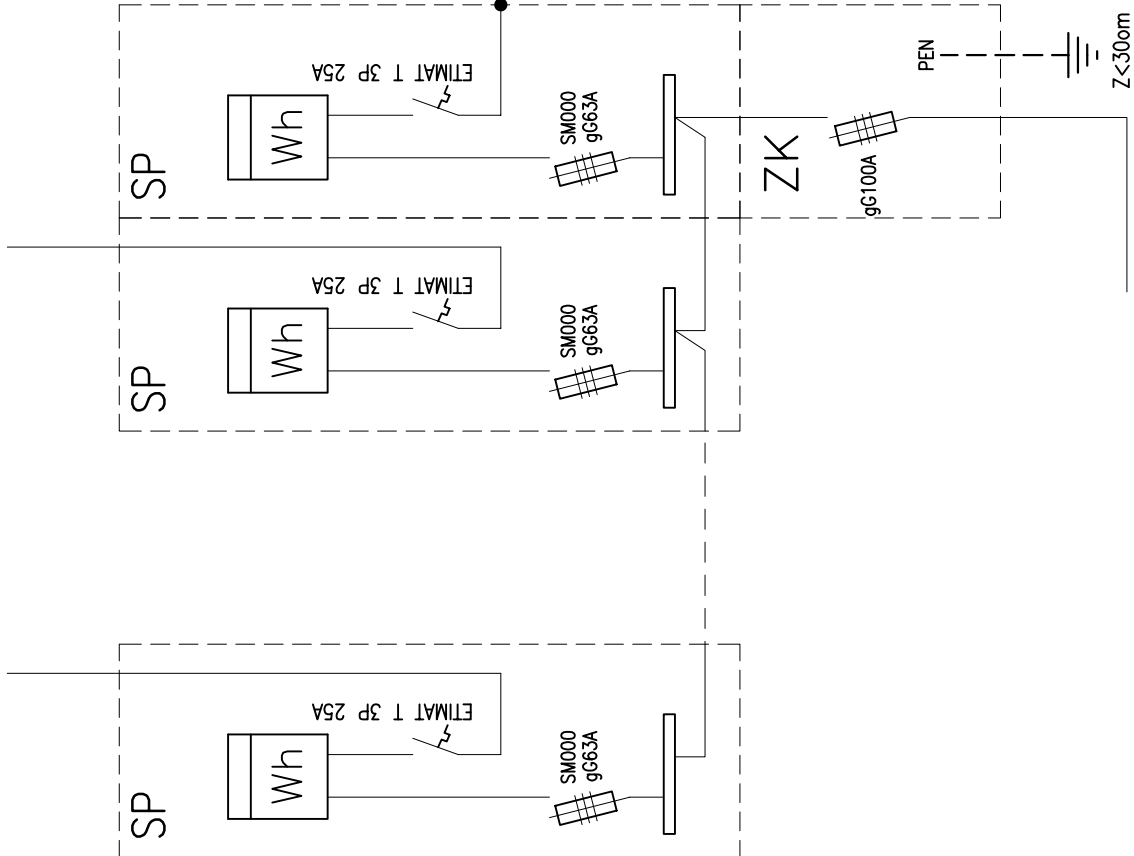 SP
Wh
ETIMAT T 3P 25A
SM000
gG63A
ZK
gG100A
PEN
Z<30om
SP
Wh
ETIMAT T 3P 25A
SM000
gG63A
SP
Wh
ETIMAT T 3P 25A
SM000
gG63A